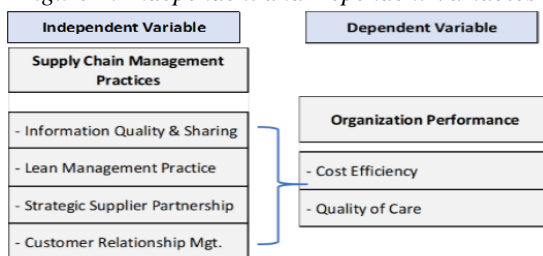 Independent Variable
Dependent Variable
Supply Chain Management
Practices
- Information Quality & Sharing
- Lean Management Practice
- Strategic Supplier Partnership
- Customer Relationship Mgt.
Organization Performance
- Cost Efficiency
- Quality of Care